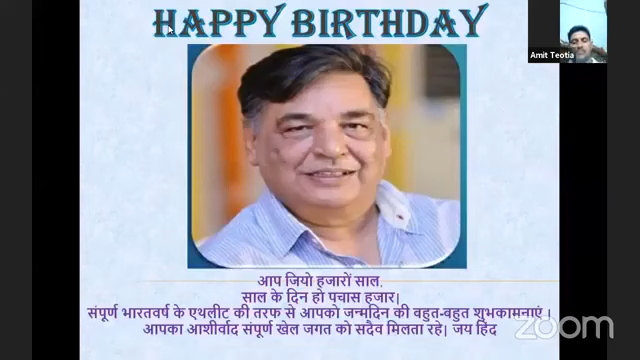 HAPPY BIRTHDAY
Amit Teotia
आप जियो हजारों साल,
साल के दिन हो पचास हजार।
संपूर्ण भारतवर्ष के एथलीट की तरफ से आपको जन्मदिन की बहुत-बहुत शुभकामनाएं ।
आपका आशीर्वाद संपूर्ण खेल जगत को सदैव मिलता रहे। जय हिंद
zoom